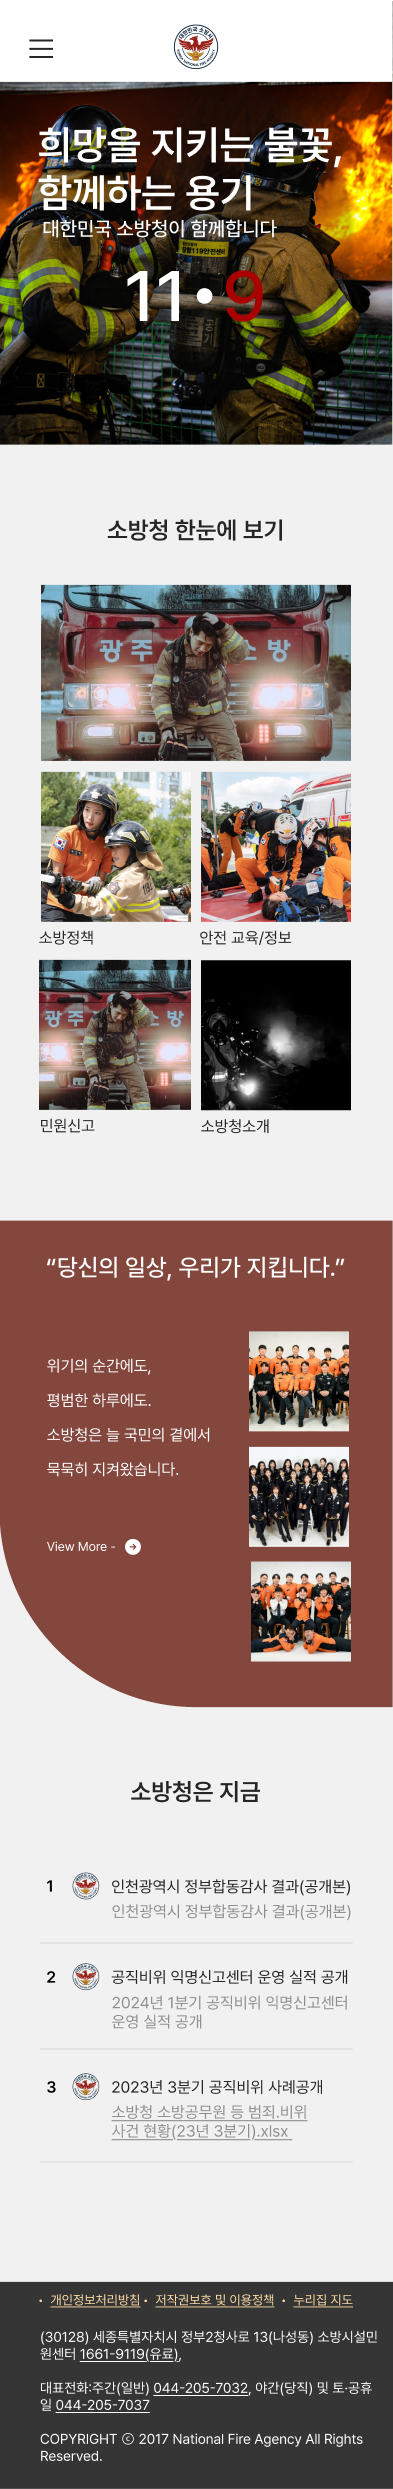 희망을 지키는 불꽃,
함께하는 용기
대한민국 소방청이 함께합니다
11•9
소방청 한눈에 보기
광주 소방
소방정책
안전 교육/정보
광주 소방
민원신고
소방청소개
“당신의 일상, 우리가 지킵니다.”
위기의 순간에도,
평범한 하루에도.
소방청은 늘 국민의 곁에서
묵묵히 지켜왔습니다.
View More -
소방청은 지금
1 인천광역시 정부합동감사 결과(공개본)
인천광역시 정부합동감사 결과(공개본)
2 공직비위 익명신고센터 운영 실적 공개
2024년 1분기 공직비위 익명신고센터
운영 실적 공개
3 2023년 3분기 공직비위 사례공개
소방청 소방공무원 등 범죄.비위
사건 현황(23년 3분기).xlsx
• 개인정보처리방침 • 저작권보호 및 이용정책 • 누리집 지도
(30128) 세종특별자치시 정부2청사로 13(나성동) 소방시설민
원센터 1661-9119(유료),
대표전화:주간(일반) 044-205-7032, 야간(당직) 및 토·공휴
일 044-205-7037
COPYRIGHT ⓒ 2017 National Fire Agency All Rights
Reserved.